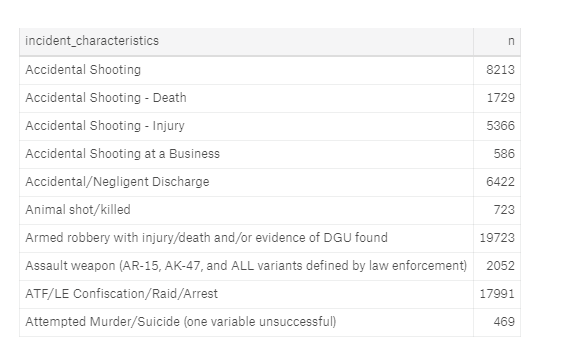 incident_characteristics n
Accidental Shooting 8213
Accidental Shooting - Death 1729
Accidental Shooting - Injury 5366
Accidental Shooting at a Business 586
Accidental/Negligent Discharge 6422
Animal shot/killed 723
Armed robbery with injury/death and/or evidence of DGU found 19723
Assault weapon (AR-15, AK-47, and ALL variants defined by law enforcement) 2052
ATF/LE Confiscation/Raid/Arrest 17991
Attempted Murder/Suicide (one variable unsuccessful) 469